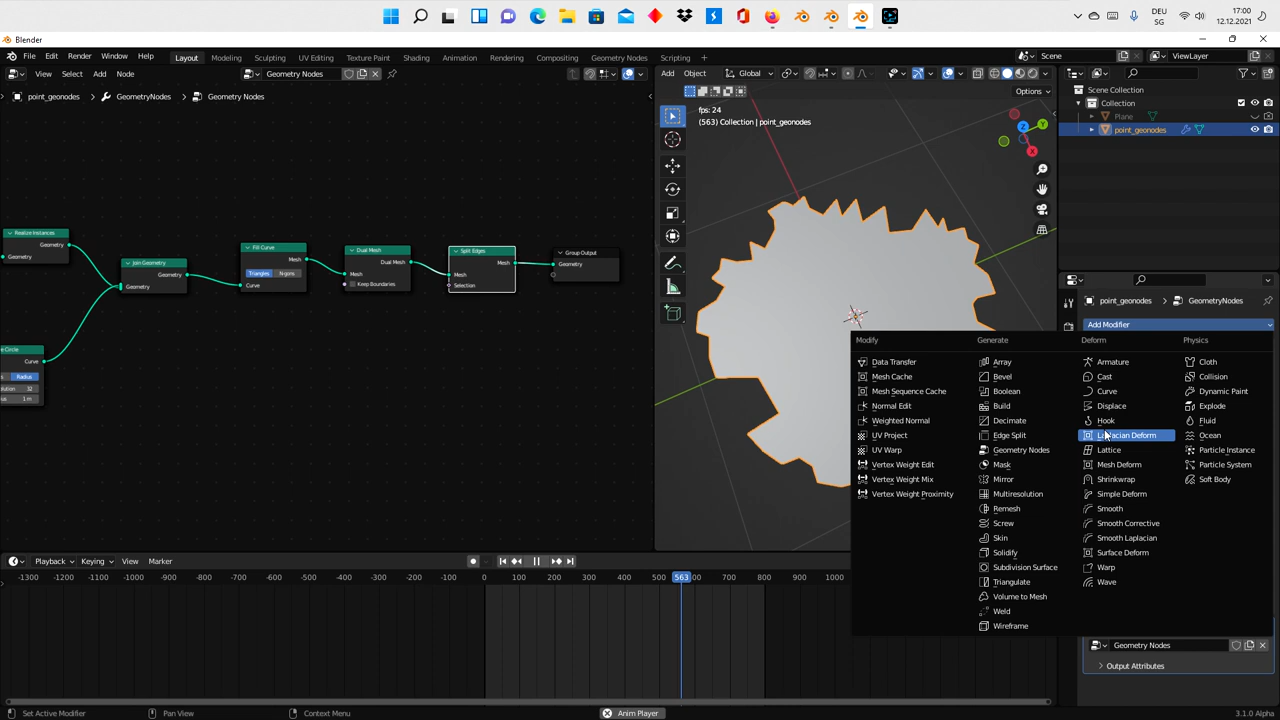 DEU
SG
17:00
12.12.2021
Blender
File Edit Render Window Help
Layout Modeling Sculpting UV Editing Texture Paint Shading Animation Rendering Compositing Geometry Nodes Scripting +
Scene
ViewLayer
View Select Add Node
Geometry Nodes
Add Object
Global
Options
point_geonodes > GeometryNodes > Geometry Nodes
fps: 24
(563) Collection | point_geonodes
X
Y
Z
Scene Collection
Collection
Plane
point_geonodes
Realize Instances
Geometry
Geometry
Join Geometry
Geometry
Geometry
Fill Curve
Mesh
Triangles N-gons
Curve
Dual Mesh
Dual Mesh
Mesh
Keep Boundaries
Split Edges
Mesh
Mesh
Selection
Group Output
Geometry
e Circle
Curve
Radius
olution 32
ius 1 m
point_geonodes > GeometryNodes
Add Modifier
Modify
Data Transfer
Mesh Cache
Mesh Sequence Cache
Normal Edit
Weighted Normal
UV Project
UV Warp
Vertex Weight Edit
Vertex Weight Mix
Vertex Weight Proximity
Generate
Array
Bevel
Boolean
Build
Decimate
Edge Split
Geometry Nodes
Mask
Mirror
Multiresolution
Remesh
Screw
Skin
Solidify
Subdivision Surface
Triangulate
Volume to Mesh
Weld
Wireframe
Deform
Armature
Cast
Curve
Displace
Hook
Laplacian Deform
Lattice
Mesh Deform
Shrinkwrap
Simple Deform
Smooth
Smooth Corrective
Smooth Laplacian
Surface Deform
Warp
Wave
Physics
Cloth
Collision
Dynamic Paint
Explode
Fluid
Ocean
Particle Instance
Particle System
Soft Body
Geometry Nodes
Output Attributes
Playback Keying View Marker
-1300 -1200 -1100 -1000 -900 -800 -700 -600 -500 -400 -300 -200 -100 0 100 200 300 400 500 563 600 700 800 900 1000
Set Active Modifier
Pan View
Context Menu
Anim Player
3.1.0 Alpha